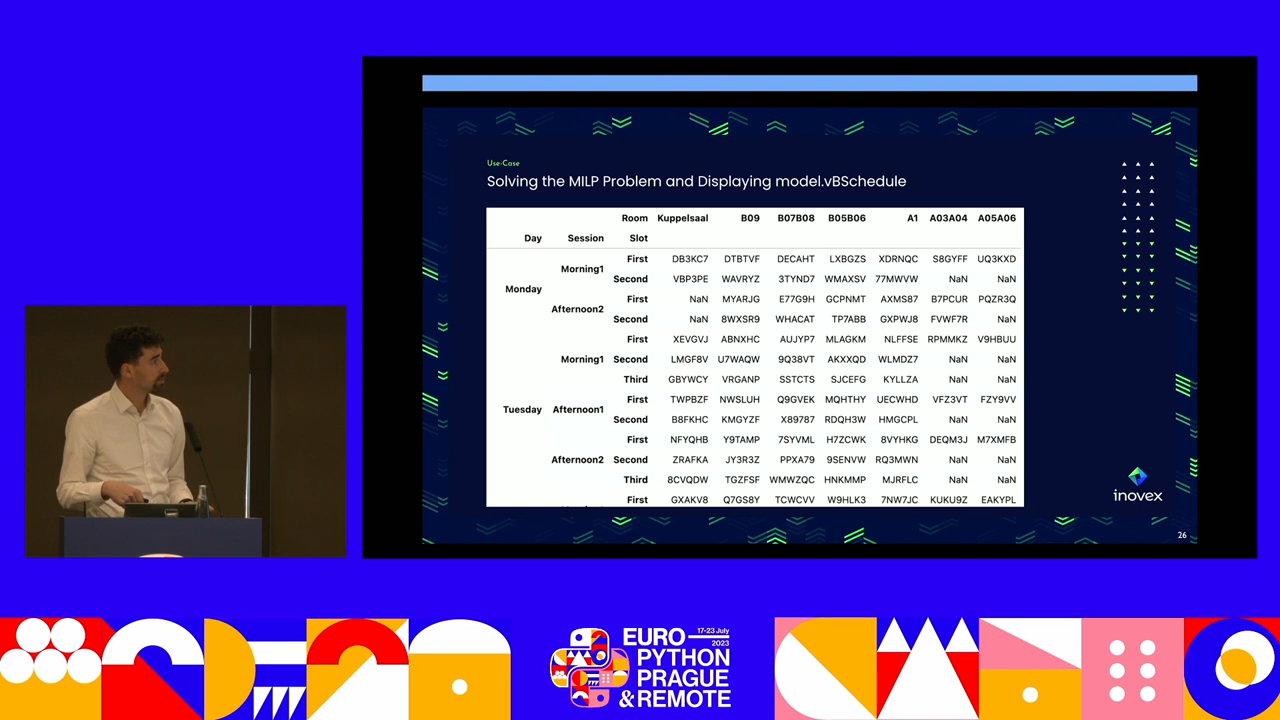 Use-Case
Solving the MILP Problem and Displaying model.vBSchedule
Room Kuppelsaal B09 B07B08 B05B06 A1 A03A04 A05A06
Day Session Slot
Monday Morning1 First DB3KC7 DTBTVF DECAHT LXBGZS XDRNQC S8GYFF UQ3KXD
Second VBP3PE WAVRYZ 3TYND7 WMAXSV 77MWVW NaN NaN
Afternoon2 First NaN MYARJG E77G9H GCPNMT AXMS87 B7PCUR PQZR3Q
Second NaN 8WXSR9 WHACAT TP7ABB GXPWJ8 FVWF7R NaN
Tuesday Morning1 First XEVGVJ ABNXHC AUJYP7 MLAGKM NLFFSE RPMMKZ V9HBUU
Second LMGF8V U7WAQW 9Q38VT AKXXQD WLMDZ7 NaN NaN
Third GBYWCY VRGANP SSTCTS SJCEFG KYLLZA NaN NaN
Afternoon1 First TWPBZF NWSLUH Q9GVEK MQHTHY UECWHD VFZ3VT FZY9VV
Second B8FKHC KMGYZF X89787 RDQH3W HMGCPL NaN NaN
Afternoon2 First NFYQHB Y9TAMP 7SYVML H7ZCWK 8VYHKG DEQM3J M7XMFB
Second ZRAFKA JY3R3Z PPXA79 9SENVW RQ3MWN NaN NaN
Third 8CVQDW TGZFSF WMWZQC HNKMMP MJRFLC NaN NaN
First GXAKV8 Q7GS8Y TCWCVV W9HLK3 7NW7JC KUKU9Z EAKYPL
inovex
26
EURO 17-23 July 2023
PYTHON
PRAGUE
& REMOTE